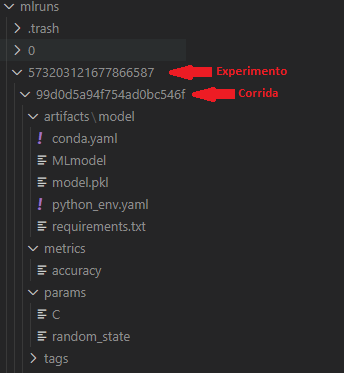 mlruns
.trash
0
573203121677866587 Experimento
99d0d5a94f754ad0bc546f Corrida
artifacts\model
! conda.yaml
MLmodel
model.pkl
! python_env.yaml
requirements.txt
metrics
accuracy
params
C
random_state
tags